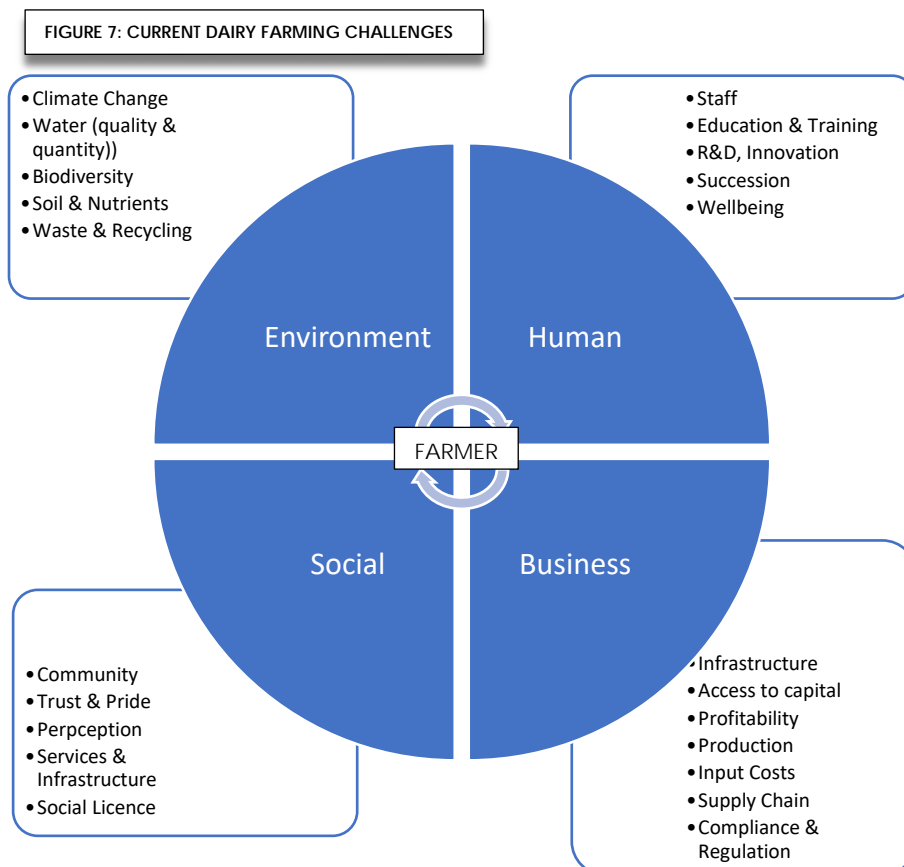 FIGURE 7: CURRENT DAIRY FARMING CHALLENGES
•Climate Change
•Water (quality &
quantity))
•Biodiversity
•Soil & Nutrients
•Waste & Recycling
•Staff
•Education & Training
•R&D, Innovation
•Succession
•Wellbeing
Environment
Human
FARMER
Social
Business
•Community
•Trust & Pride
•Perpception
•Services &
Infrastructure
•Social Licence
•Infrastructure
•Access to capital
•Profitability
•Production
•Input Costs
•Supply Chain
•Compliance &
Regulation